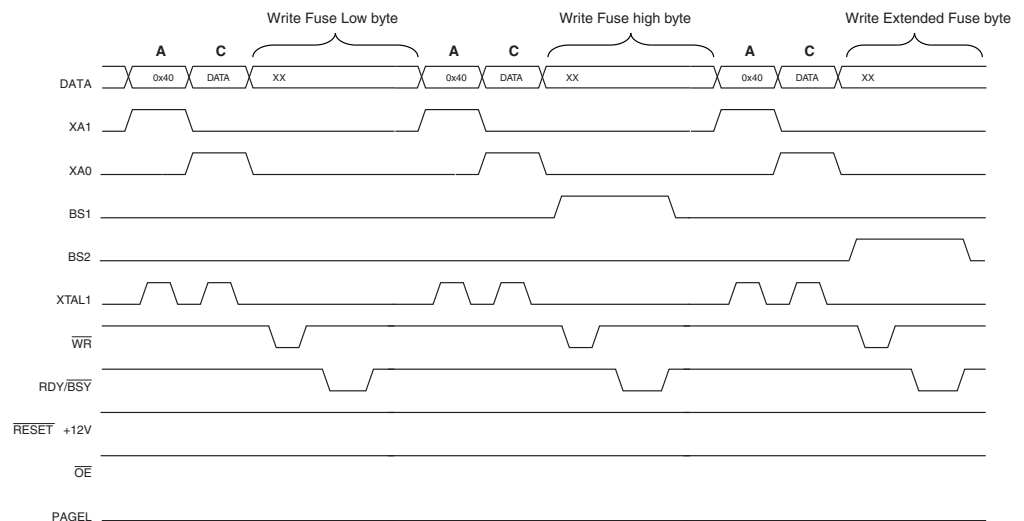 Write Fuse Low byte Write Fuse high byte Write Extended Fuse byte
A C A C A C
DATA 0x40 DATA XX 0x40 DATA XX 0x40 DATA XX
XA1
XA0
BS1
BS2
XTAL1
WR
RDY/BSY
RESET +12V
OE
PAGEL